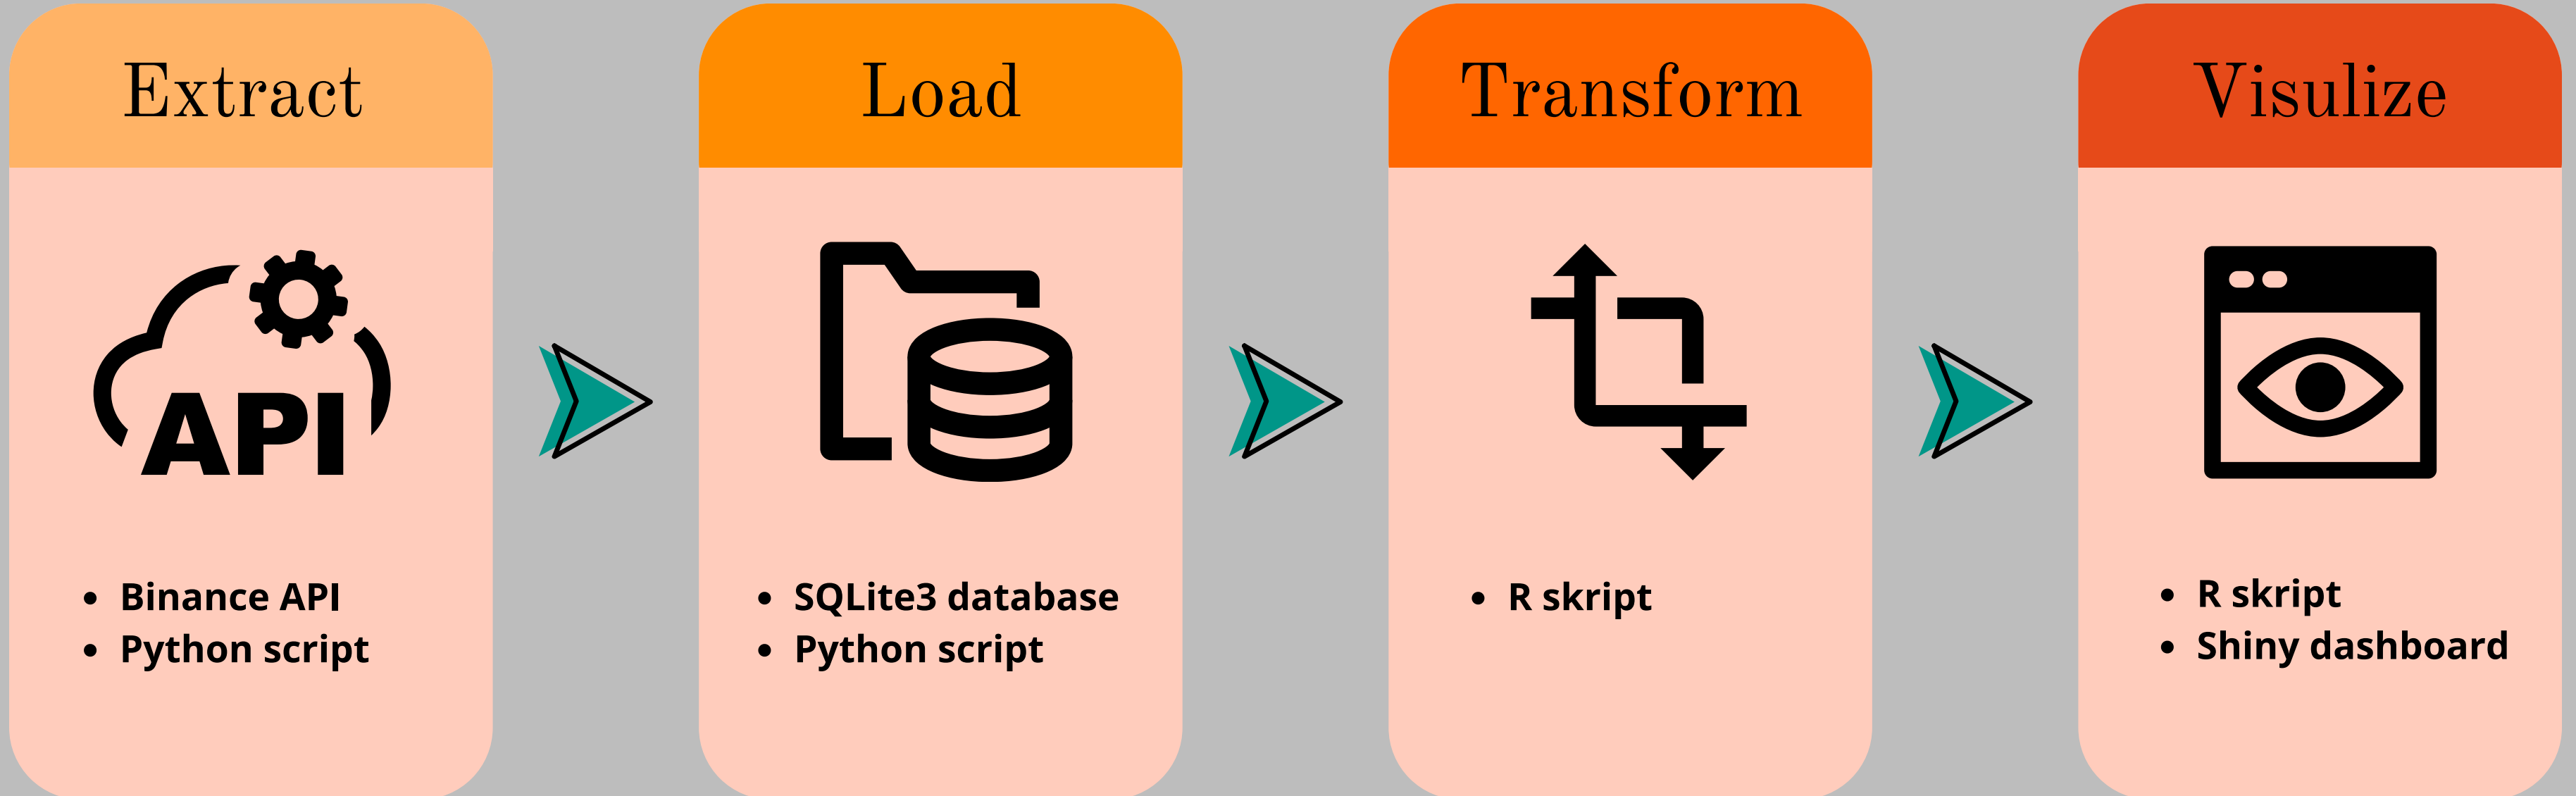 Extract
API
• Binance API
• Python script
Load
• SQLite3 database
• Python script
Transform
• R skript
Visulize
• R skript
• Shiny dashboard